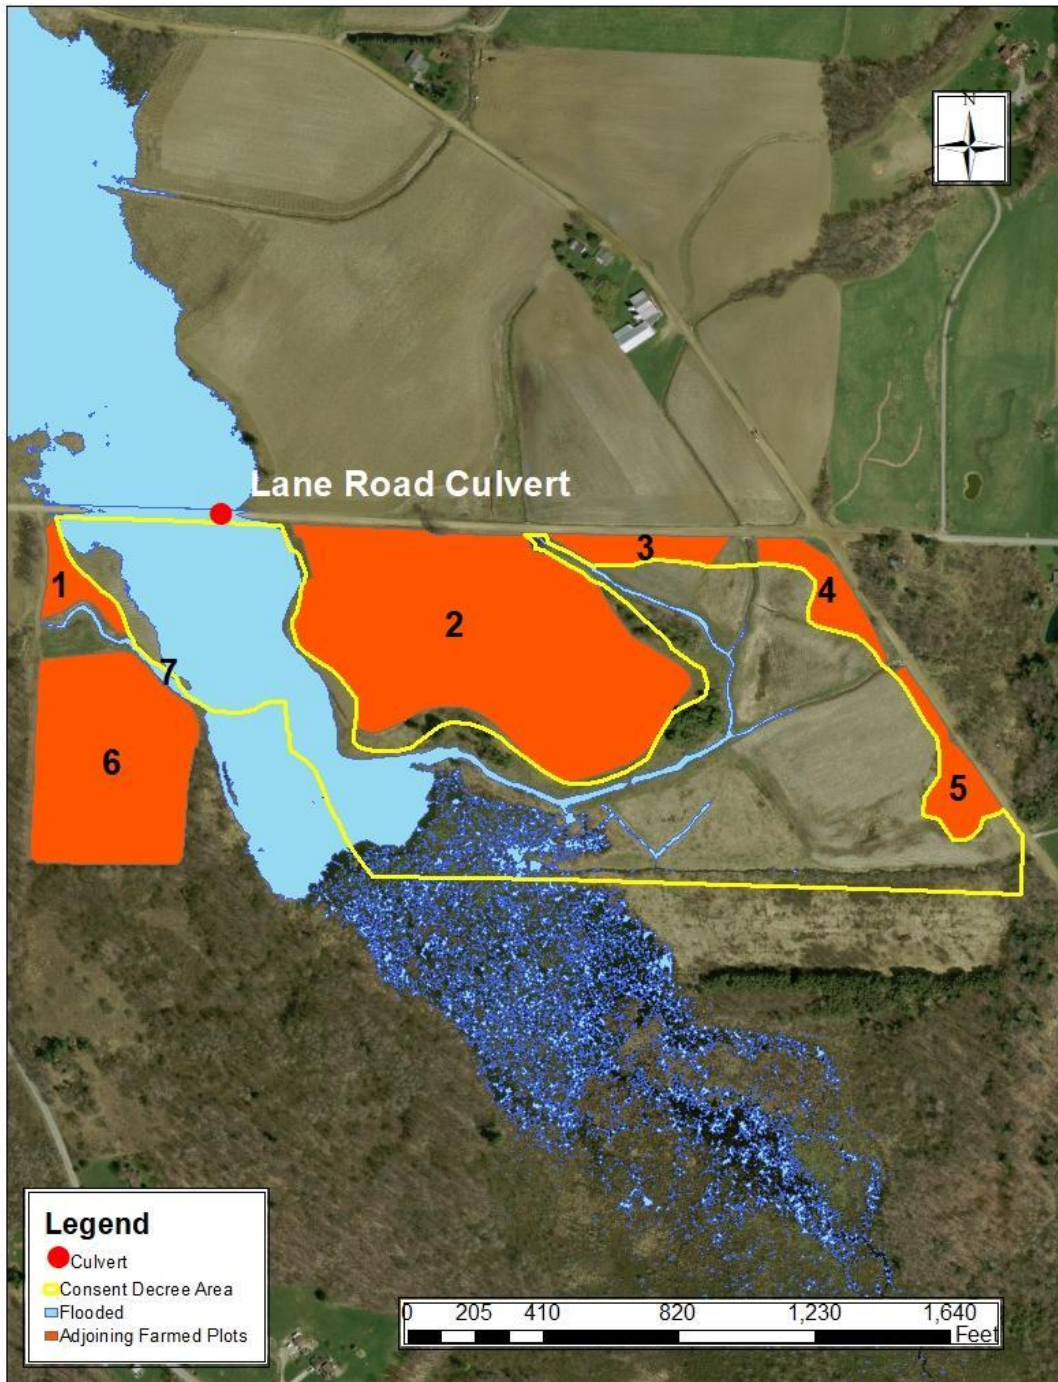 N
Lane Road Culvert
1
2
3
4
5
6
7
Legend
Culvert
Consent Decree Area
Flooded
Adjoining Farmed Plots
0 205 410 820 1,230 1,640
Feet